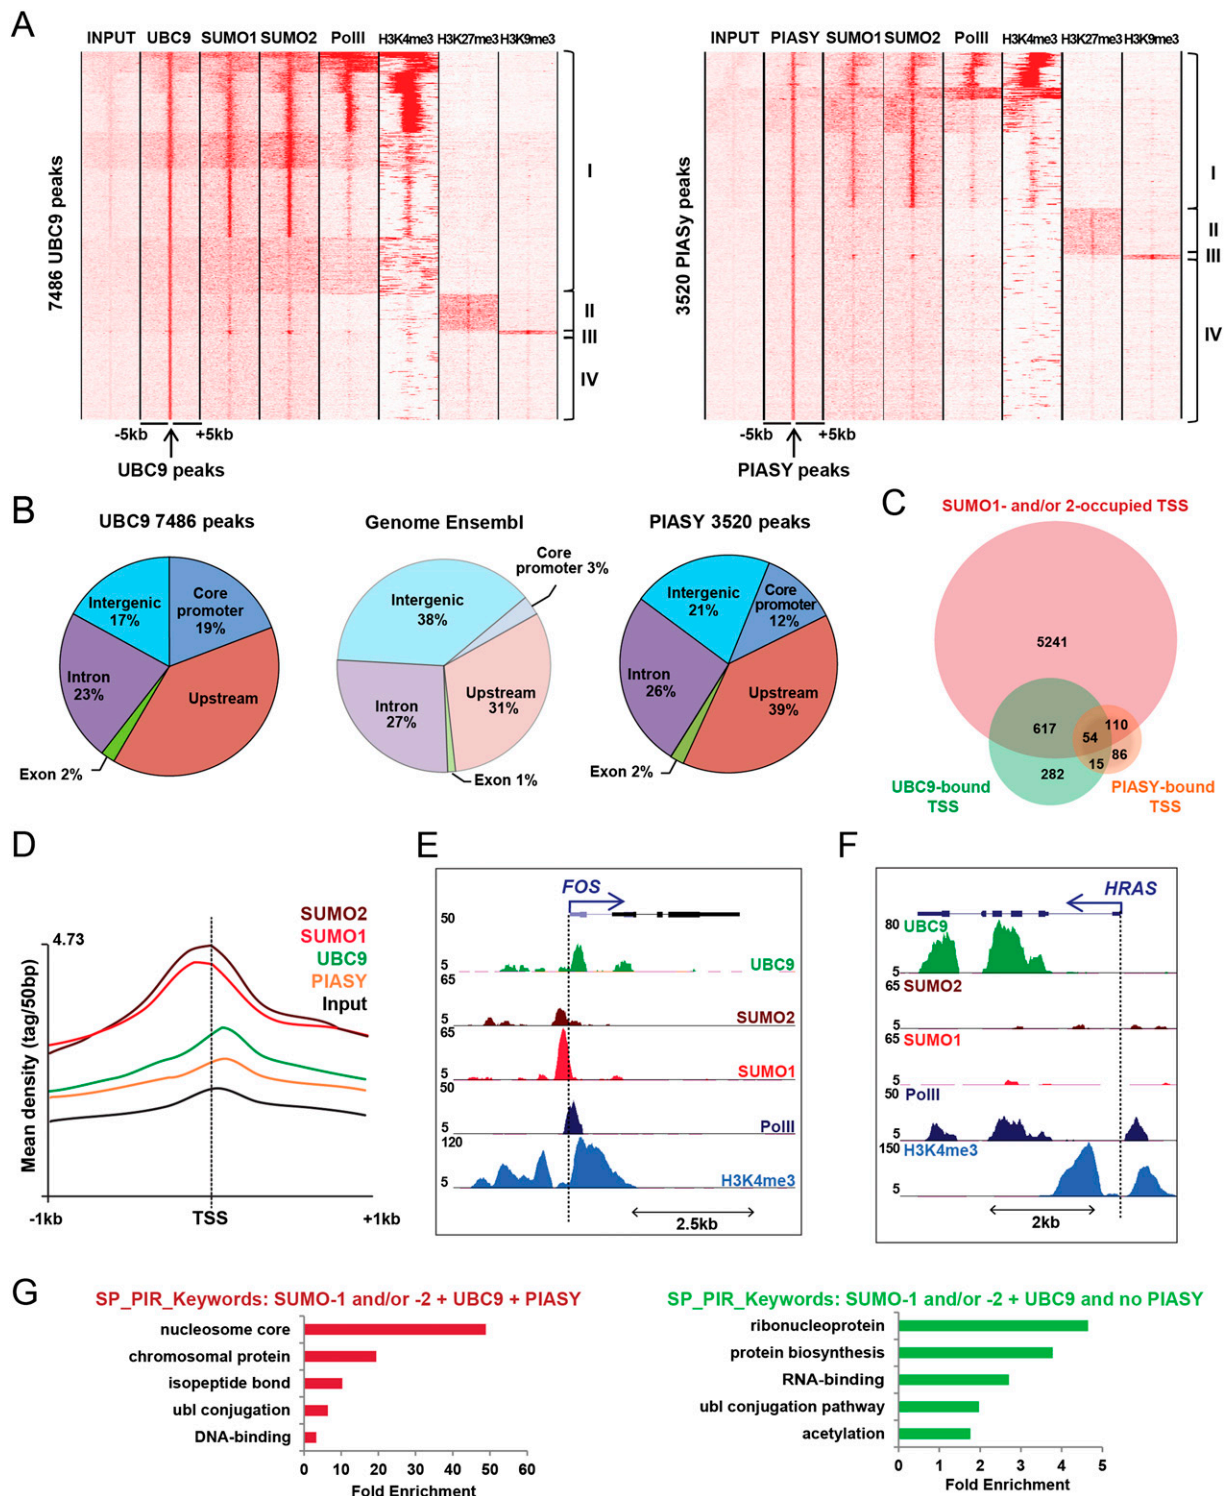 A
INPUT UBC9 SUMO1 SUMO2 PolII H3K4me3 H3K27me3 H3K9me3
7486 UBC9 peaks
I
II
III
IV
-5kb +5kb
UBC9 peaks
INPUT PIASY SUMO1 SUMO2 PolII H3K4me3 H3K27me3 H3K9me3
3520 PIASy peaks
I
II
III
IV
-5kb +5kb
PIASY peaks
B
UBC9 7486 peaks
Intergenic
17%
Core
promoter
19%
Intron
23%
Upstream
Exon 2%
Genome Ensembl
Core
promoter 3%
Intergenic
38%
Intron
27%
Upstream
31%
Exon 1%
PIASY 3520 peaks
Intergenic
21%
Core
promoter
12%
Intron
26%
Upstream
39%
Exon 2%
C
SUMO1- and/or 2-occupied TSS
5241
617
54
110
86
15
282
UBC9-bound
TSS
PIASY-bound
TSS
D
SUMO2
SUMO1
UBC9
PIASY
Input
4.73
Mean density (tag/50bp)
-1kb TSS +1kb
E
FOS
50
5
UBC9
65
5
SUMO2
65
5
SUMO1
50
5
PolII
120
5
H3K4me3
2.5kb
F
HRAS
UBC9
80
5
65
SUMO2
5
65
SUMO1
5
50
PolII
5
150
H3K4me3
5
2kb
G
SP_PIR_Keywords: SUMO-1 and/or -2 + UBC9 + PIASY
nucleosome core
chromosomal protein
isopeptide bond
ubl conjugation
DNA-binding
0 10 20 30 40 50 60
Fold Enrichment
SP_PIR_Keywords: SUMO-1 and/or -2 + UBC9 and no PIASY
ribonucleoprotein
protein biosynthesis
RNA-binding
ubl conjugation pathway
acetylation
0 1 2 3 4 5
Fold Enrichment